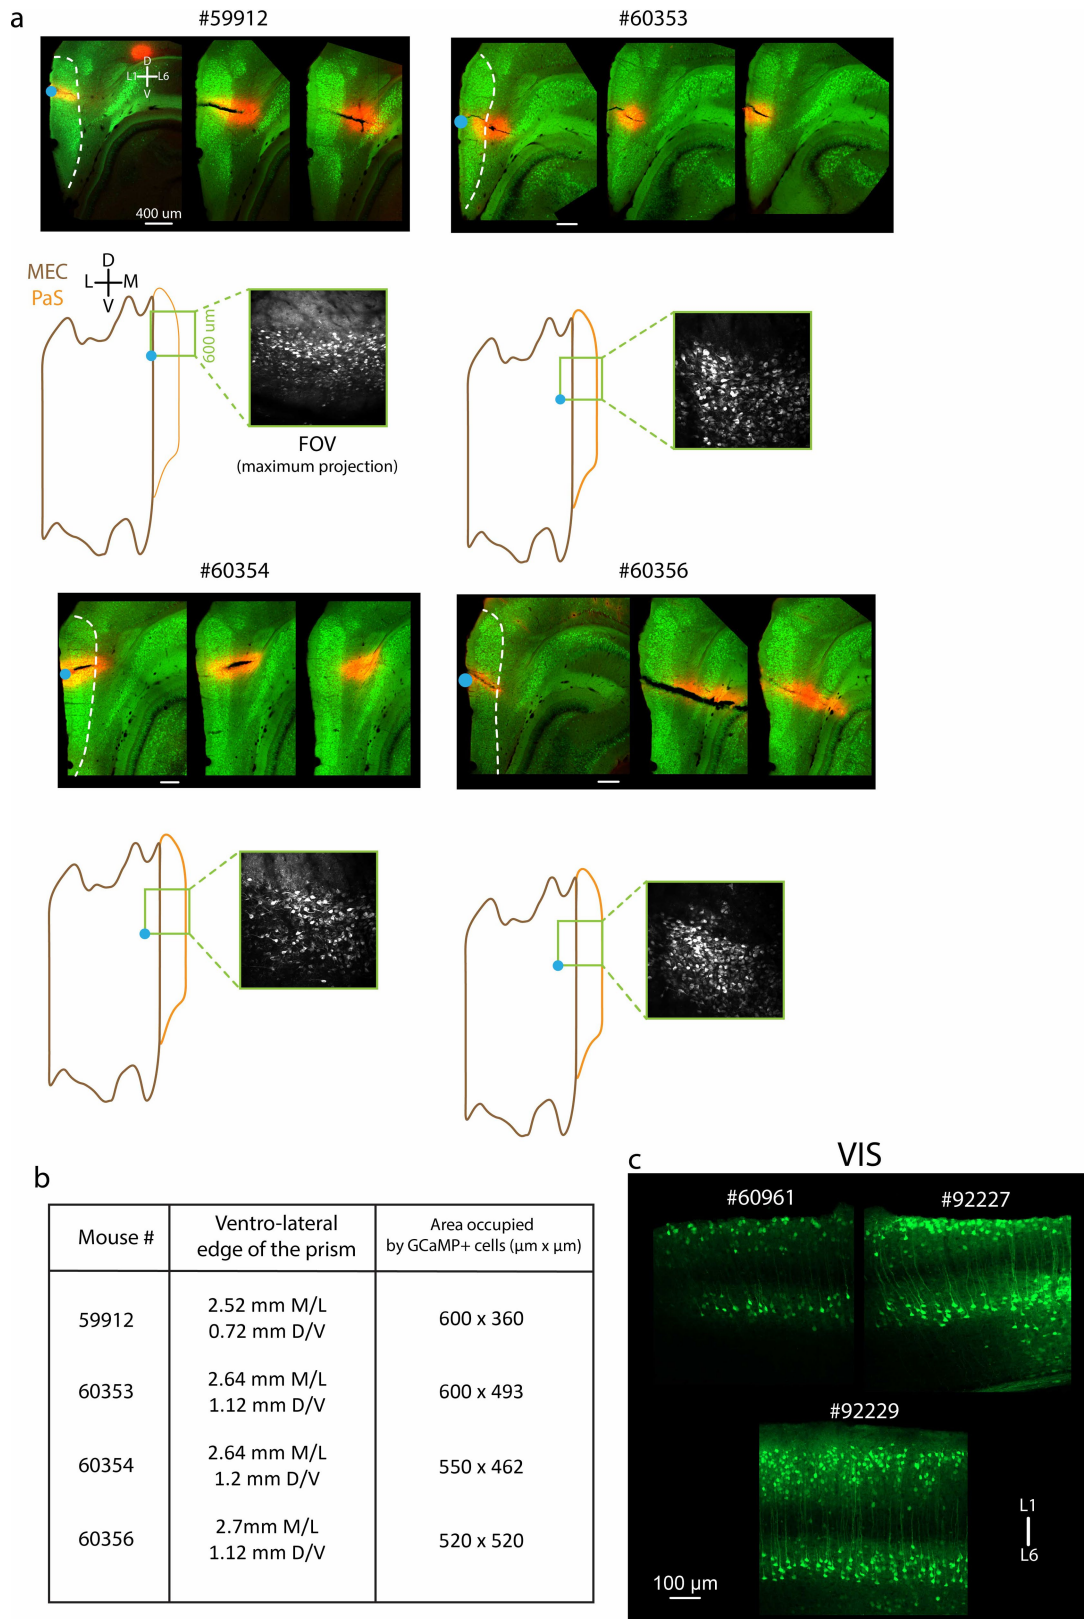 a
#59912
#60353
D
L1 L6
V
400 um
MEC
PaS
D
L M
V
600 um
FOV
(maximum projection)
#60354
#60356
b
Mouse #
Ventro-lateral
edge of the prism
Area occupied
by GCaMP+ cells (µm x µm)
59912
2.52 mm M/L
0.72 mm D/V
600 x 360
60353
2.64 mm M/L
1.12 mm D/V
600 x 493
60354
2.64 mm M/L
1.2 mm D/V
550 x 462
60356
2.7mm M/L
1.12 mm D/V
520 x 520
c
VIS
#60961
#92227
#92229
L1
L6
100 µm